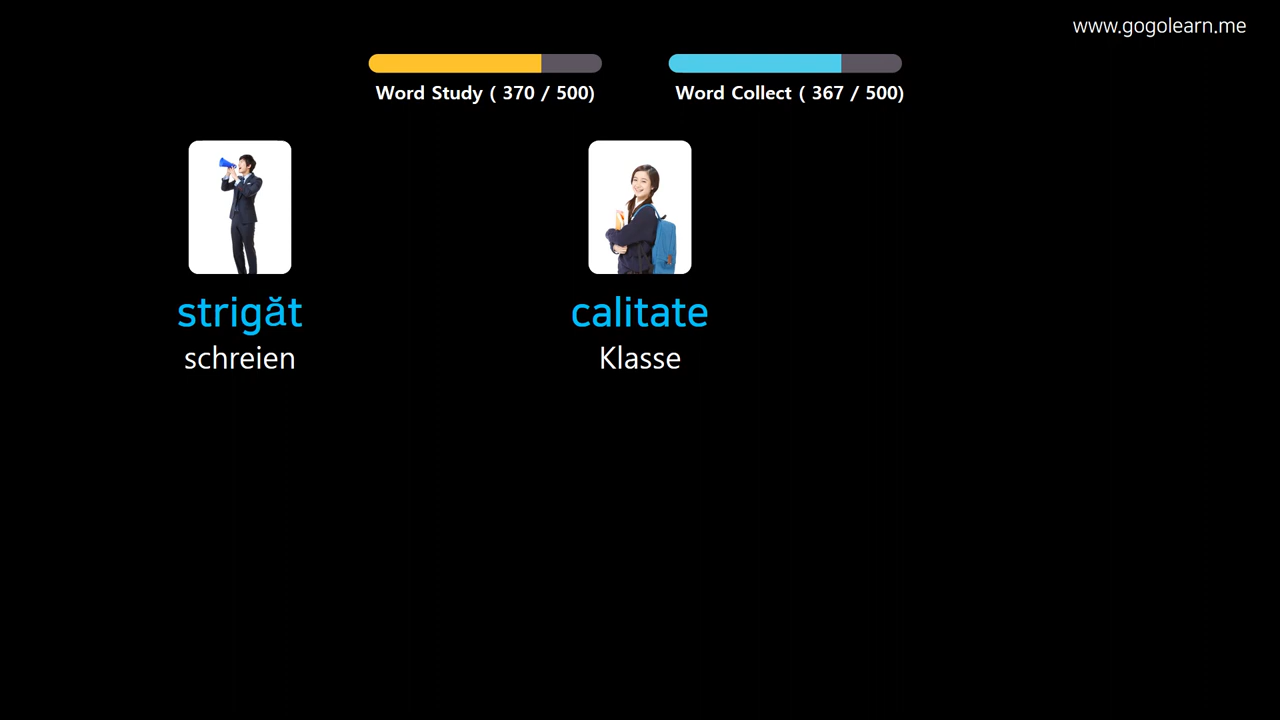 www.gogolearn.me
Word Study ( 370 / 500)
Word Collect ( 367 / 500)
strigăt
calitate
schreien
Klasse